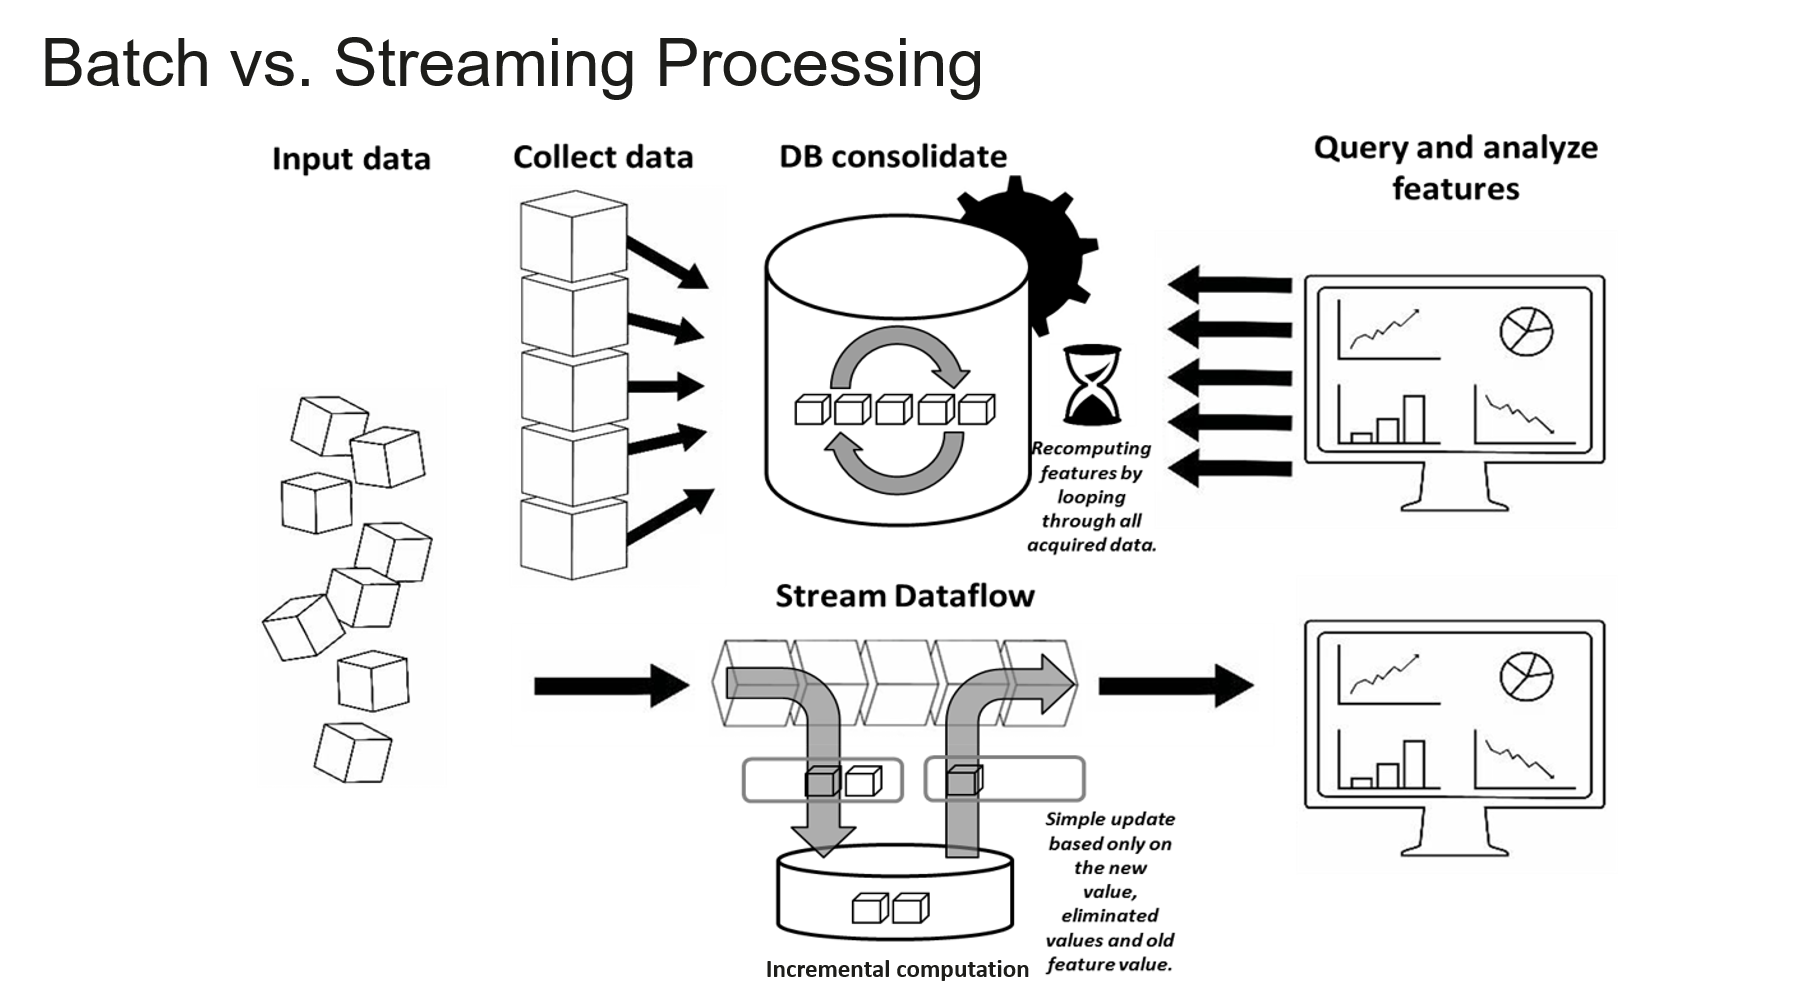 Batch vs. Streaming Processing
Input data
Collect data
DB consolidate
Query and analyze
features
Recomputing
features by
looping
through all
acquired data.
Stream Dataflow
Simple update
based only on
the new
value,
eliminated
values and old
feature value.
Incremental computation